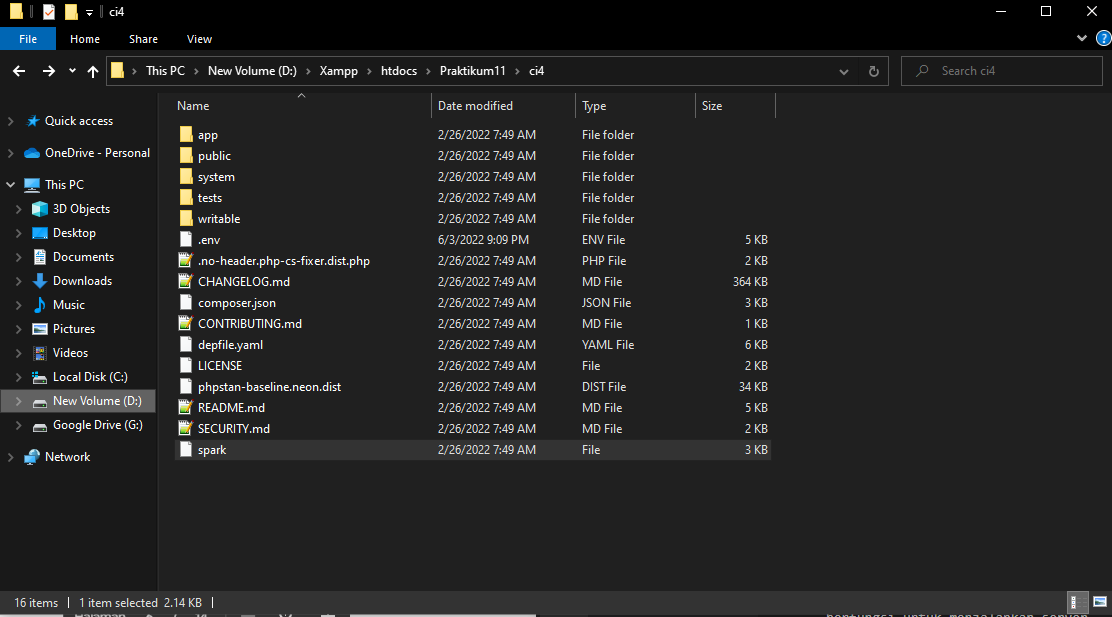 ci4
File Home Share View
This PC New Volume (D:) Xampp htdocs Praktikum11 ci4 Search ci4
Name Date modified Type Size
Quick access
OneDrive - Personal
This PC
3D Objects
Desktop
Documents
Downloads
Music
Pictures
Videos
Local Disk (C:)
New Volume (D:)
Google Drive (G:)
Network
app 2/26/2022 7:49 AM File folder
public 2/26/2022 7:49 AM File folder
system 2/26/2022 7:49 AM File folder
tests 2/26/2022 7:49 AM File folder
writable 2/26/2022 7:49 AM File folder
.env 6/3/2022 9:09 PM ENV File 5 KB
.no-header.php-cs-fixer.dist.php 2/26/2022 7:49 AM PHP File 2 KB
CHANGELOG.md 2/26/2022 7:49 AM MD File 364 KB
composer.json 2/26/2022 7:49 AM JSON File 3 KB
CONTRIBUTING.md 2/26/2022 7:49 AM MD File 1 KB
depfile.yaml 2/26/2022 7:49 AM YAML File 6 KB
LICENSE 2/26/2022 7:49 AM File 2 KB
phpstan-baseline.neon.dist 2/26/2022 7:49 AM DIST File 34 KB
README.md 2/26/2022 7:49 AM MD File 5 KB
SECURITY.md 2/26/2022 7:49 AM MD File 2 KB
spark 2/26/2022 7:49 AM File 3 KB
16 items 1 item selected 2.14 KB